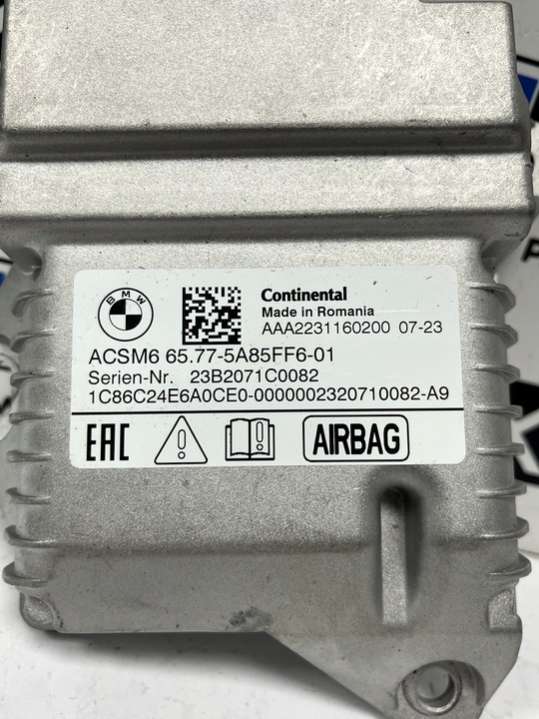 BMW
Continental
Made in Romania
AAA2231160200 07-23
ACSM6 65.77-5A85FF6-01
Serien-Nr. 23B2071C0082
1C86C24E6A0CE0-0000002320710082-A9
EAC
AIRBAG